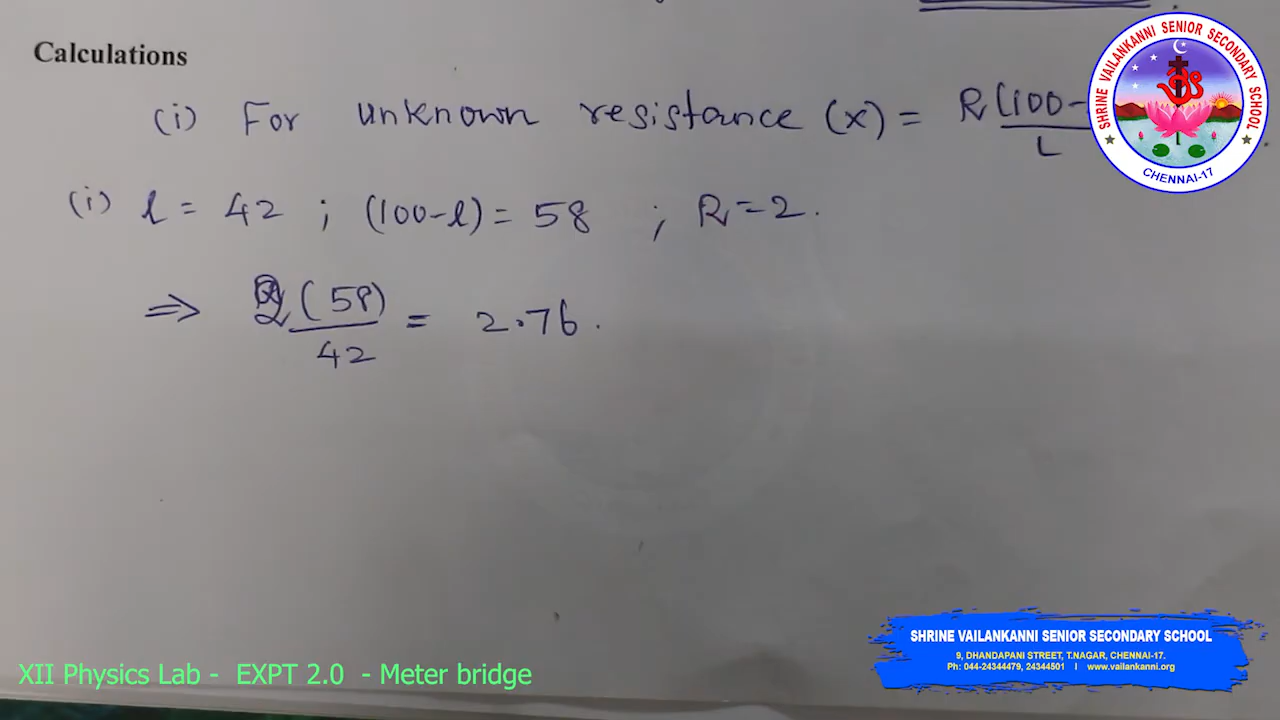 Calculations
(i) For unknown resistance (x) = R(100-
L
(i) l = 42 ; (100-l) = 58 ; R = 2.
⇒ 2(58)
42
= 2.76.
SHRINE VAILANKANNI SENIOR SECONDARY SCHOOL
CHENNAI-17
SHRINE VAILANKANNI SENIOR SECONDARY SCHOOL
9, DHANDAPANI STREET, T.NAGAR, CHENNAI-17.
Ph: 044-24344479, 24344501 I www.vailankanni.org
XII Physics Lab - EXPT 2.0 - Meter bridge